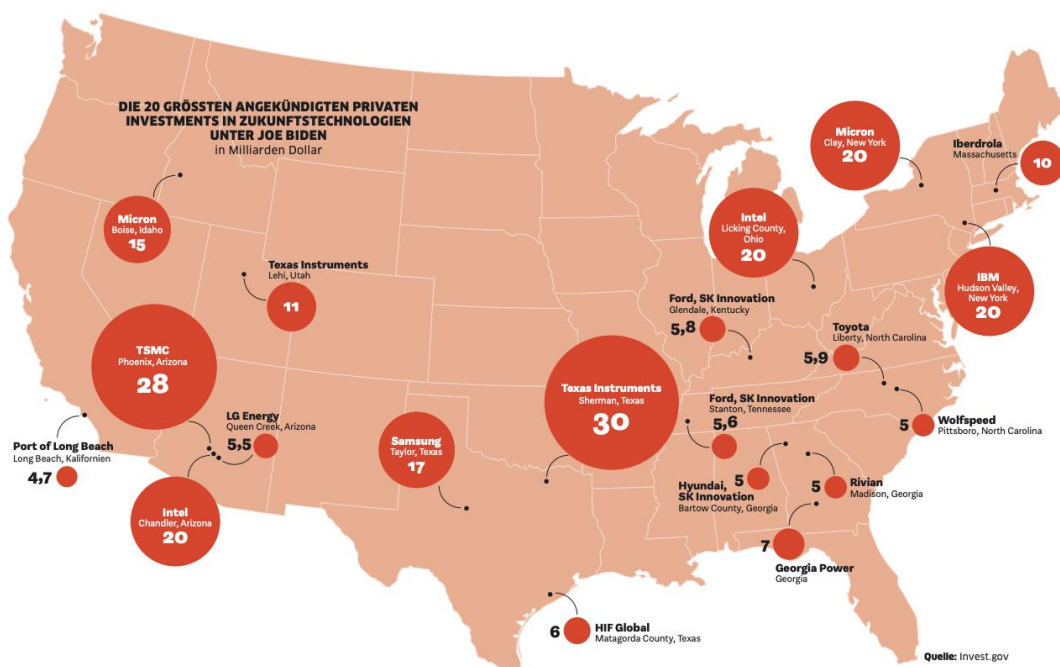 DIE 20 GRÖSSTEN ANGEKÜNDIGTEN PRIVATEN
INVESTMENTS IN ZUKUNFTSTECHNOLOGIEN
UNTER JOE BIDEN
in Milliarden Dollar
Micron
Clay, New York
20
Iberdrola
Massachusetts
10
Micron
Boise, Idaho
15
Intel
Licking County,
Ohio
20
Texas Instruments
Lehi, Utah
11
IBM
Hudson Valley,
New York
20
Ford, SK Innovation
Glendale, Kentucky
5,8
Toyota
Liberty, North Carolina
5,9
TSMC
Phoenix, Arizona
28
Texas Instruments
Sherman, Texas
30
Ford, SK Innovation
Stanton, Tennessee
5,6
LG Energy
Queen Creek, Arizona
5,5
Wolfspeed
Pittsboro, North Carolina
5
Port of Long Beach
Long Beach, Kalifornien
4,7
Samsung
Taylor, Texas
17
Hyundai,
SK Innovation
Bartow County, Georgia
5
Rivian
Madison, Georgia
5
Intel
Chandler, Arizona
20
7
Georgia Power
Georgia
6
HIF Global
Matagorda County, Texas
Quelle: Invest.gov